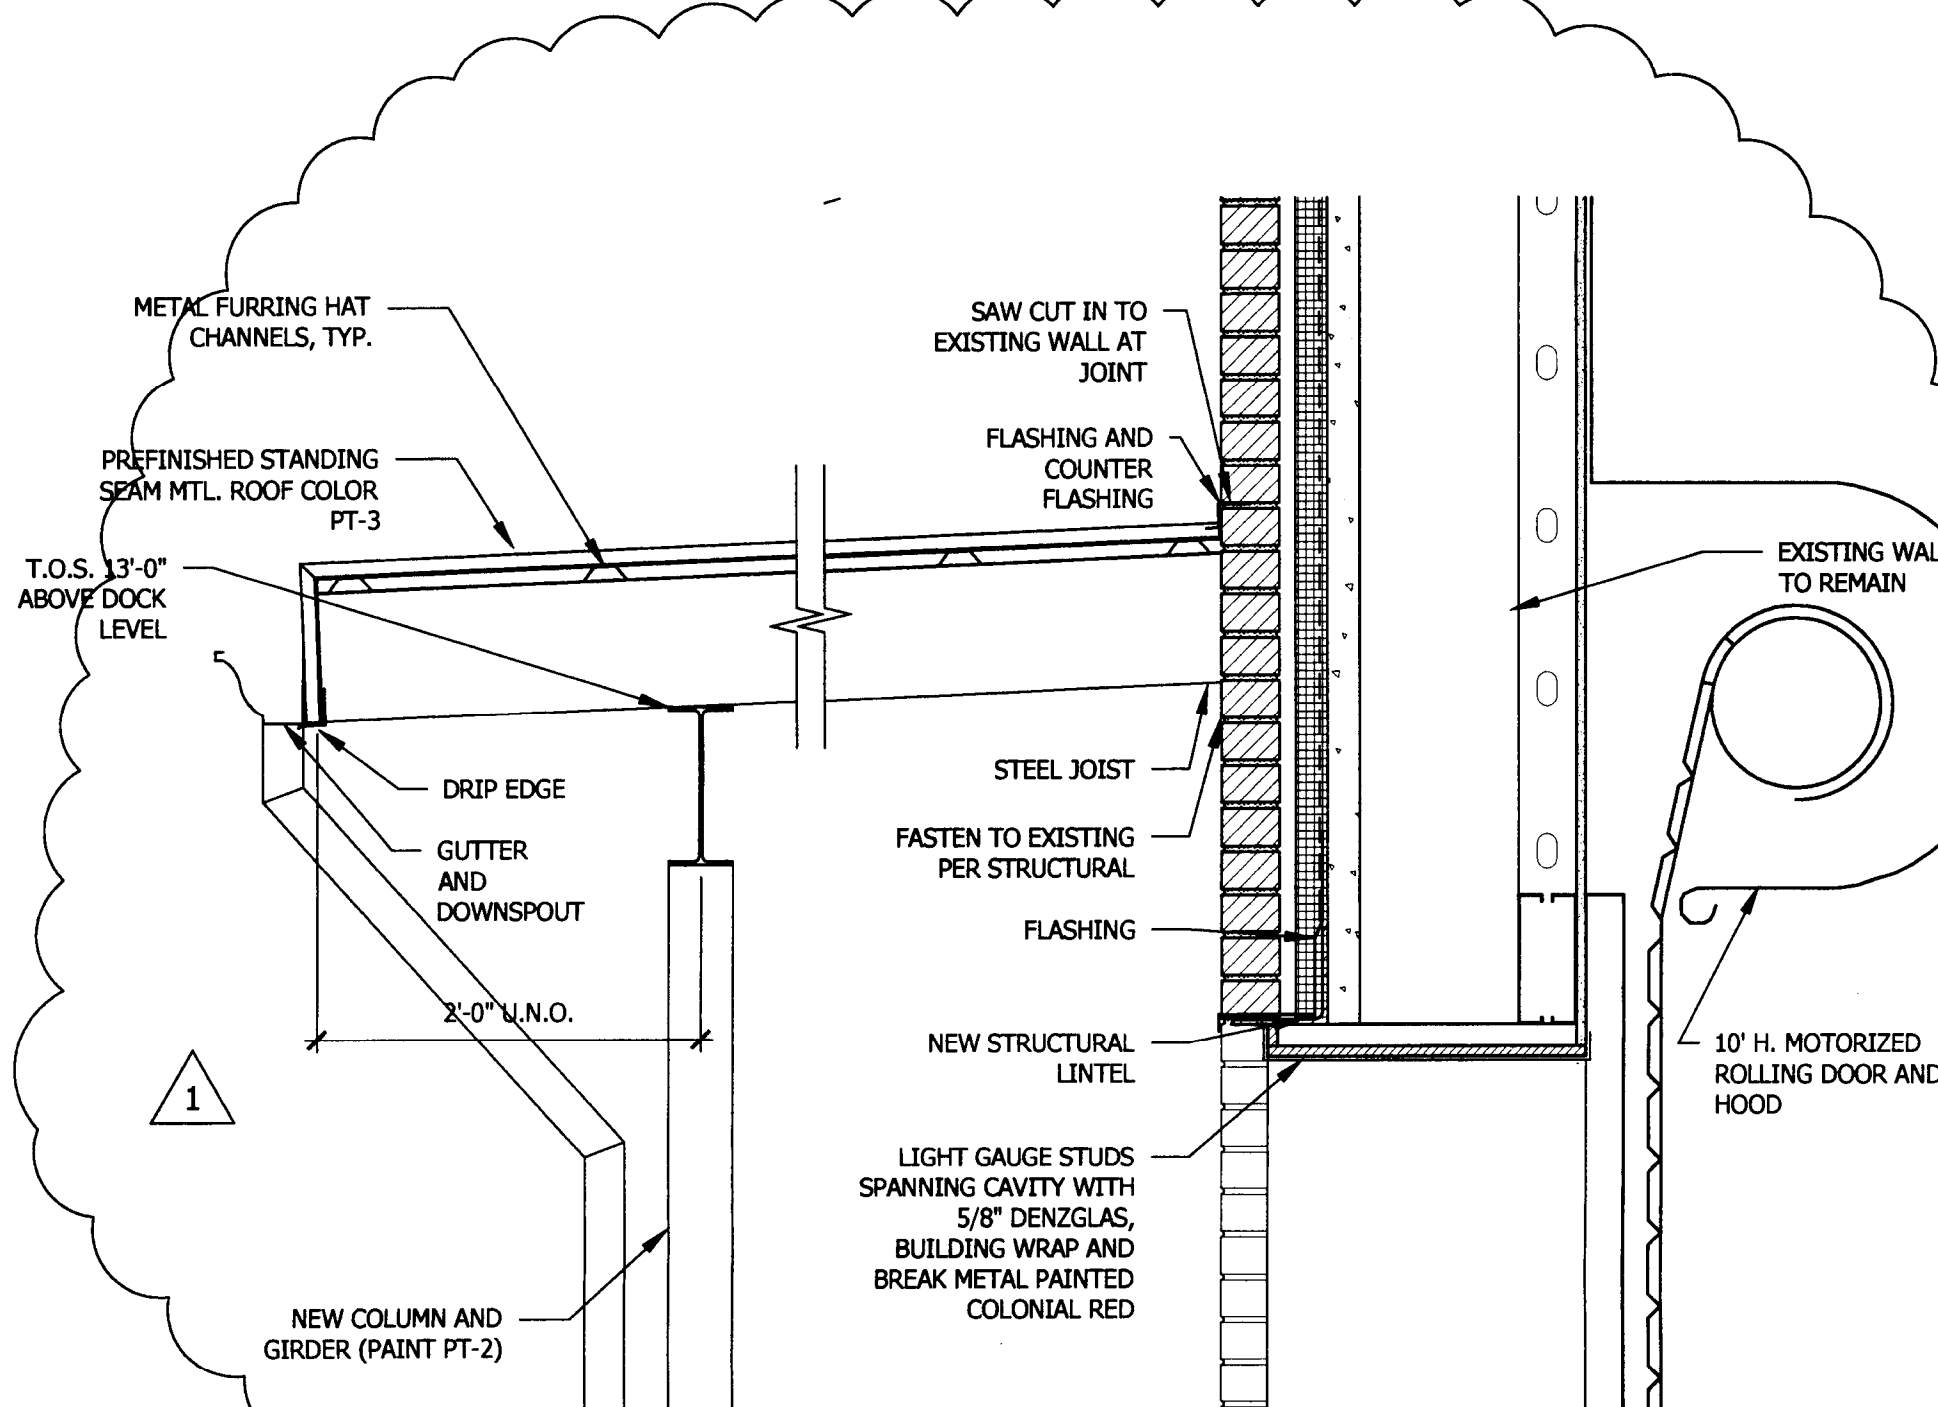 METAL FURRING HAT
CHANNELS, TYP.
PREFINISHED STANDING
SEAM MTL. ROOF COLOR
PT-3
T.O.S. 13'-0"
ABOVE DOCK
LEVEL
DRIP EDGE
GUTTER
AND
DOWNSPOUT
2'-0" U.N.O.
1
NEW COLUMN AND
GIRDER (PAINT PT-2)
SAW CUT IN TO
EXISTING WALL AT
JOINT
FLASHING AND
COUNTER
FLASHING
STEEL JOIST
FASTEN TO EXISTING
PER STRUCTURAL
FLASHING
NEW STRUCTURAL
LINTEL
LIGHT GAUGE STUDS
SPANNING CAVITY WITH
5/8" DENZGLAS,
BUILDING WRAP AND
BREAK METAL PAINTED
COLONIAL RED
EXISTING WAL
TO REMAIN
10' H. MOTORIZED
ROLLING DOOR AND
HOOD